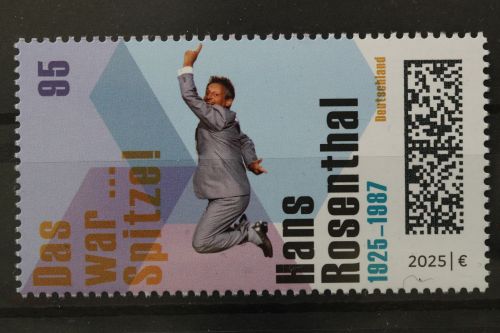 95
Das
war ...
Spitze!
Hans
Rosenthal
1925–1987
Deutschland
2025|€